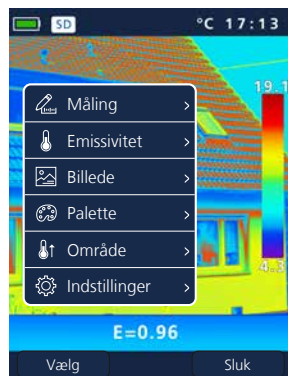 SD °C 17:13
19.1
Måling
Emissivitet
Billede
Palette
Område
Indstillinger
4.3
E=0.96
Vælg Sluk